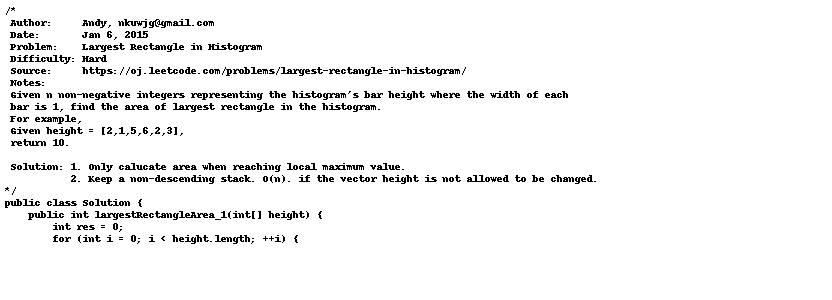 /*
 Author:     Andy, nkuwjg@gmail.com
 Date:       Jan 6, 2015
 Problem:    Largest Rectangle in Histogram
 Difficulty: Hard
 Source:     https://oj.leetcode.com/problems/largest-rectangle-in-histogram/
 Notes:
 Given n non-negative integers representing the histogram's bar height where the width of each
 bar is 1, find the area of largest rectangle in the histogram.
 For example,
 Given height = [2,1,5,6,2,3],
 return 10.

 Solution: 1. Only calucate area when reaching local maximum value.
           2. Keep a non-descending stack. O(n). if the vector height is not allowed to be changed.
*/
public class Solution {
    public int largestRectangleArea_1(int[] height) {
        int res = 0;
        for (int i = 0; i < height.length; ++i) {